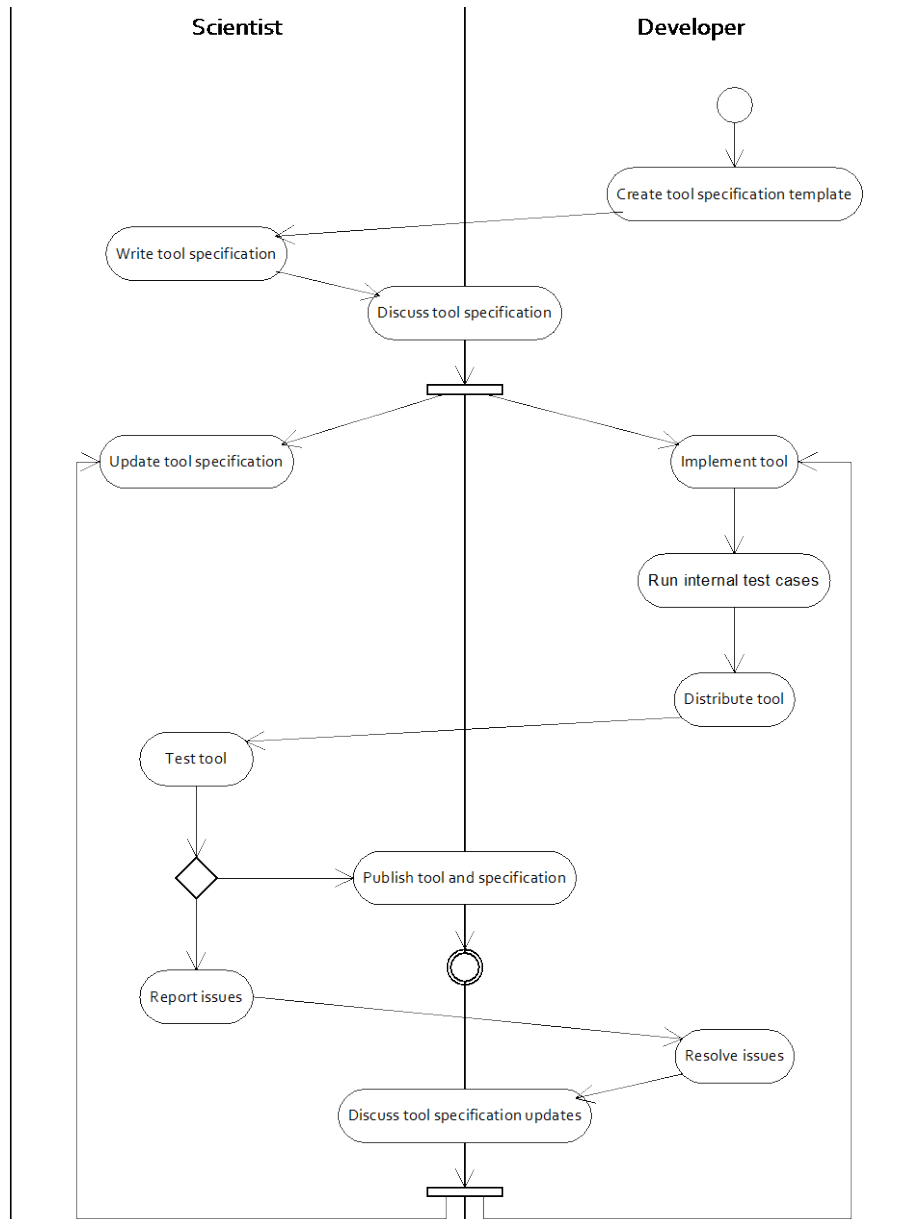 Scientist
Developer
Create tool specification template
Write tool specification
Discuss tool specification
Update tool specification
Implement tool
Run internal test cases
Distribute tool
Test tool
Publish tool and specification
Report issues
Resolve issues
Discuss tool specification updates